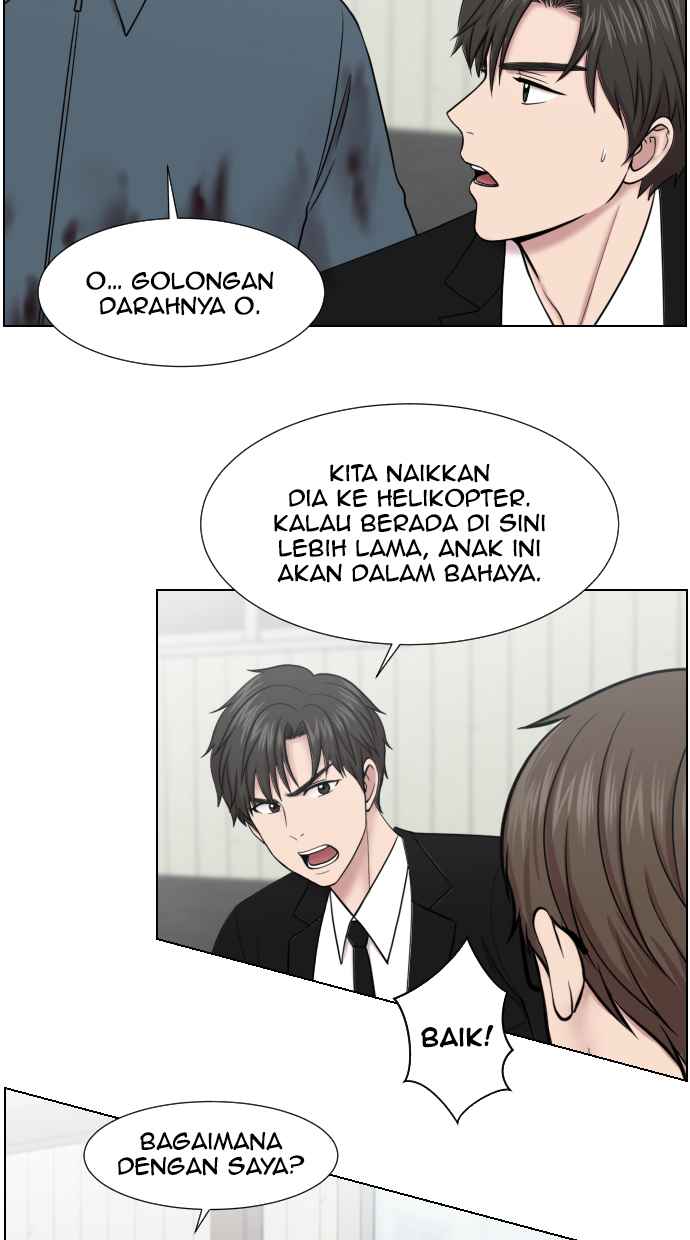 O... GOLONGAN
DARAHNYA O.
KITA NAIKKAN
DIA KE HELIKOPTER.
KALAU BERADA DI SINI
LEBIH LAMA, ANAK INI
AKAN DALAM BAHAYA.
BAIK!
BAGAIMANA
DENGAN SAYA?